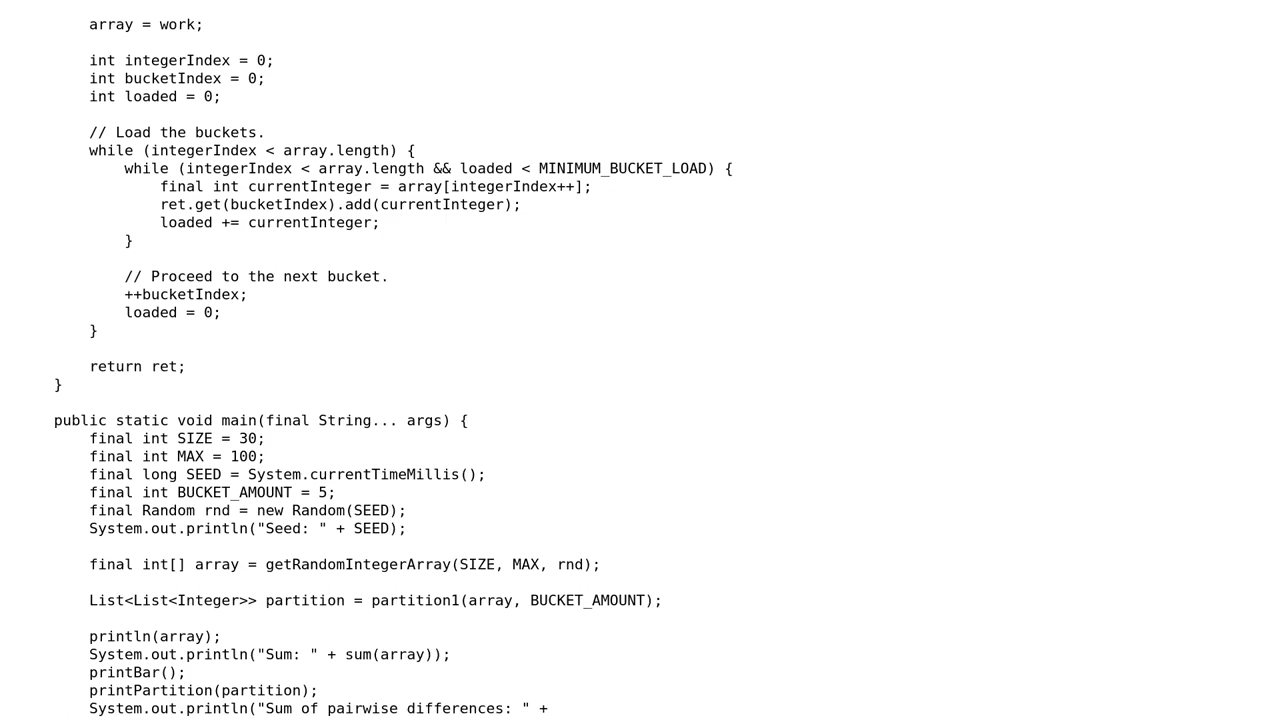 array = work;
int integerIndex = 0;
int bucketIndex = 0;
int loaded = 0;
// Load the buckets.
while (integerIndex < array.length) {
while (integerIndex < array.length && loaded < MINIMUM_BUCKET_LOAD) {
final int currentInteger = array[integerIndex++];
ret.get(bucketIndex).add(currentInteger);
loaded += currentInteger;
}
// Proceed to the next bucket.
++bucketIndex;
loaded = 0;
}
return ret;
}
public static void main(final String... args) {
final int SIZE = 30;
final int MAX = 100;
final long SEED = System.currentTimeMillis();
final int BUCKET_AMOUNT = 5;
final Random rnd = new Random(SEED);
System.out.println("Seed: " + SEED);
final int[] array = getRandomIntegerArray(SIZE, MAX, rnd);
List<List<Integer>> partition = partition1(array, BUCKET_AMOUNT);
println(array);
System.out.println("Sum: " + sum(array));
printBar();
printPartition(partition);
System.out.println("Sum of pairwise differences: " +